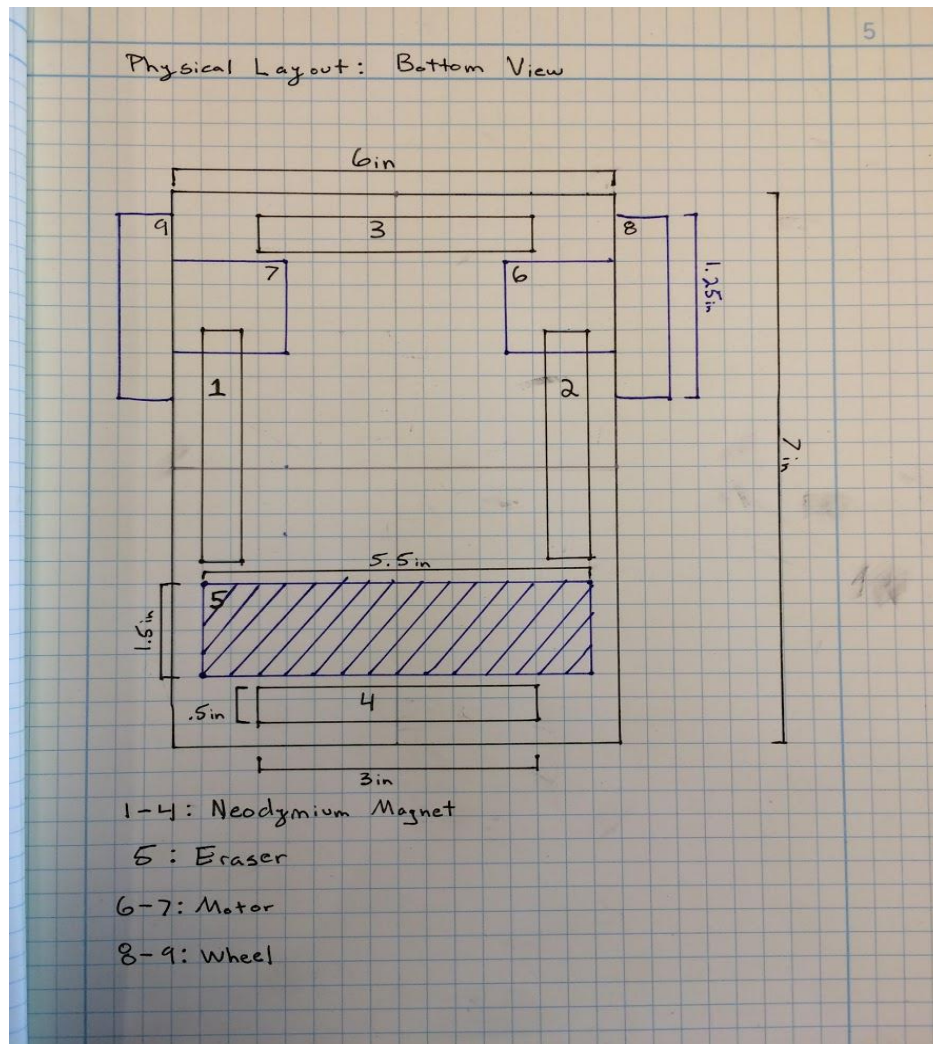 5
Physical Layout: Bottom View
6in
9
3
8
7
6
1.25in
1
2
7in
5.5in
5
1.5in
4
.5in
3in
1-4: Neodymium Magnet
5: Eraser
6-7: Motor
8-9: Wheel